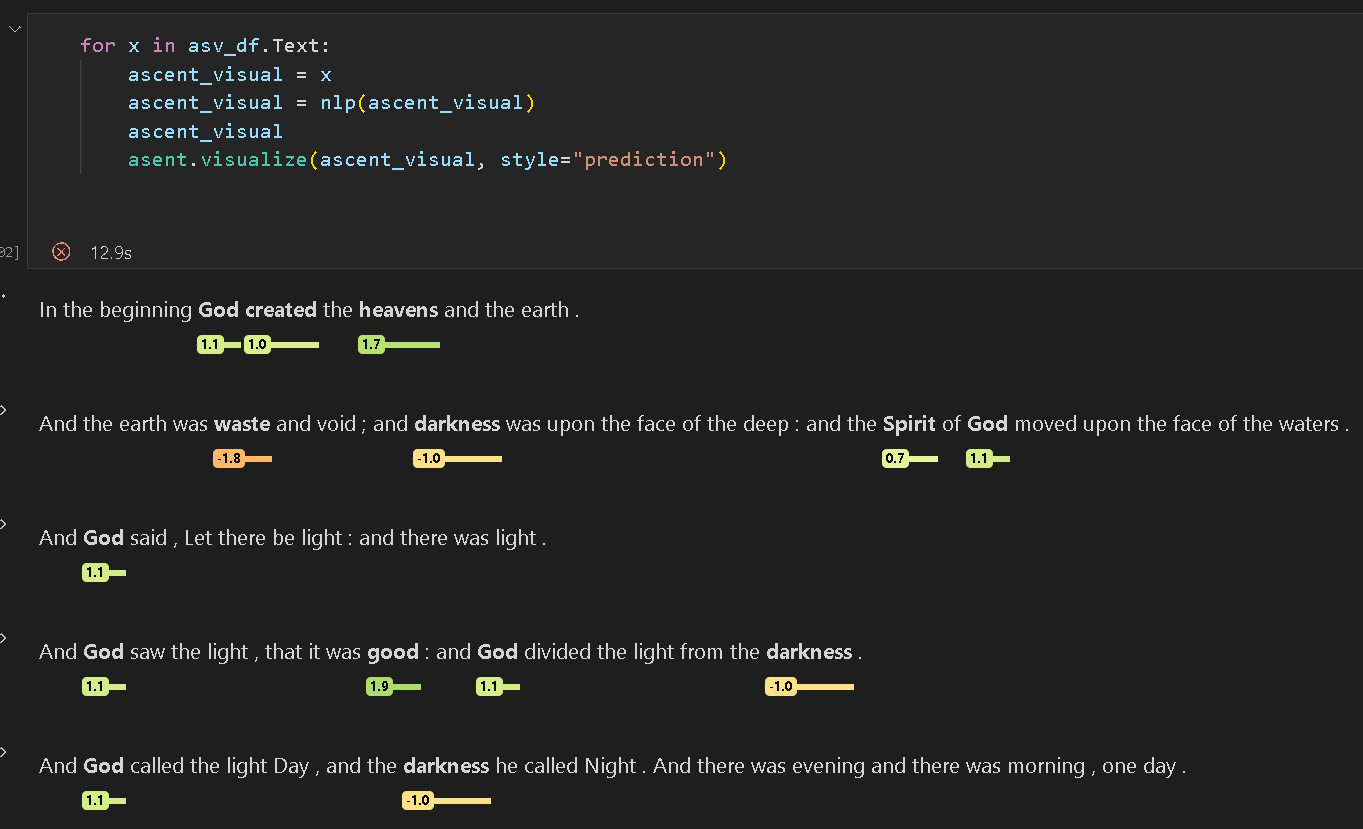 for x in asv_df.Text:
ascent_visual = x
ascent_visual = nlp(ascent_visual)
ascent_visual
asent.visualize(ascent_visual, style="prediction")
02] 12.9s
In the beginning God created the heavens and the earth .
1.1 1.0 1.7
And the earth was waste and void ; and darkness was upon the face of the deep : and the Spirit of God moved upon the face of the waters .
-1.8 -1.0 0.7 1.1
And God said , Let there be light : and there was light .
1.1
And God saw the light , that it was good : and God divided the light from the darkness .
1.1 1.9 1.1 -1.0
And God called the light Day , and the darkness he called Night . And there was evening and there was morning , one day .
1.1 -1.0